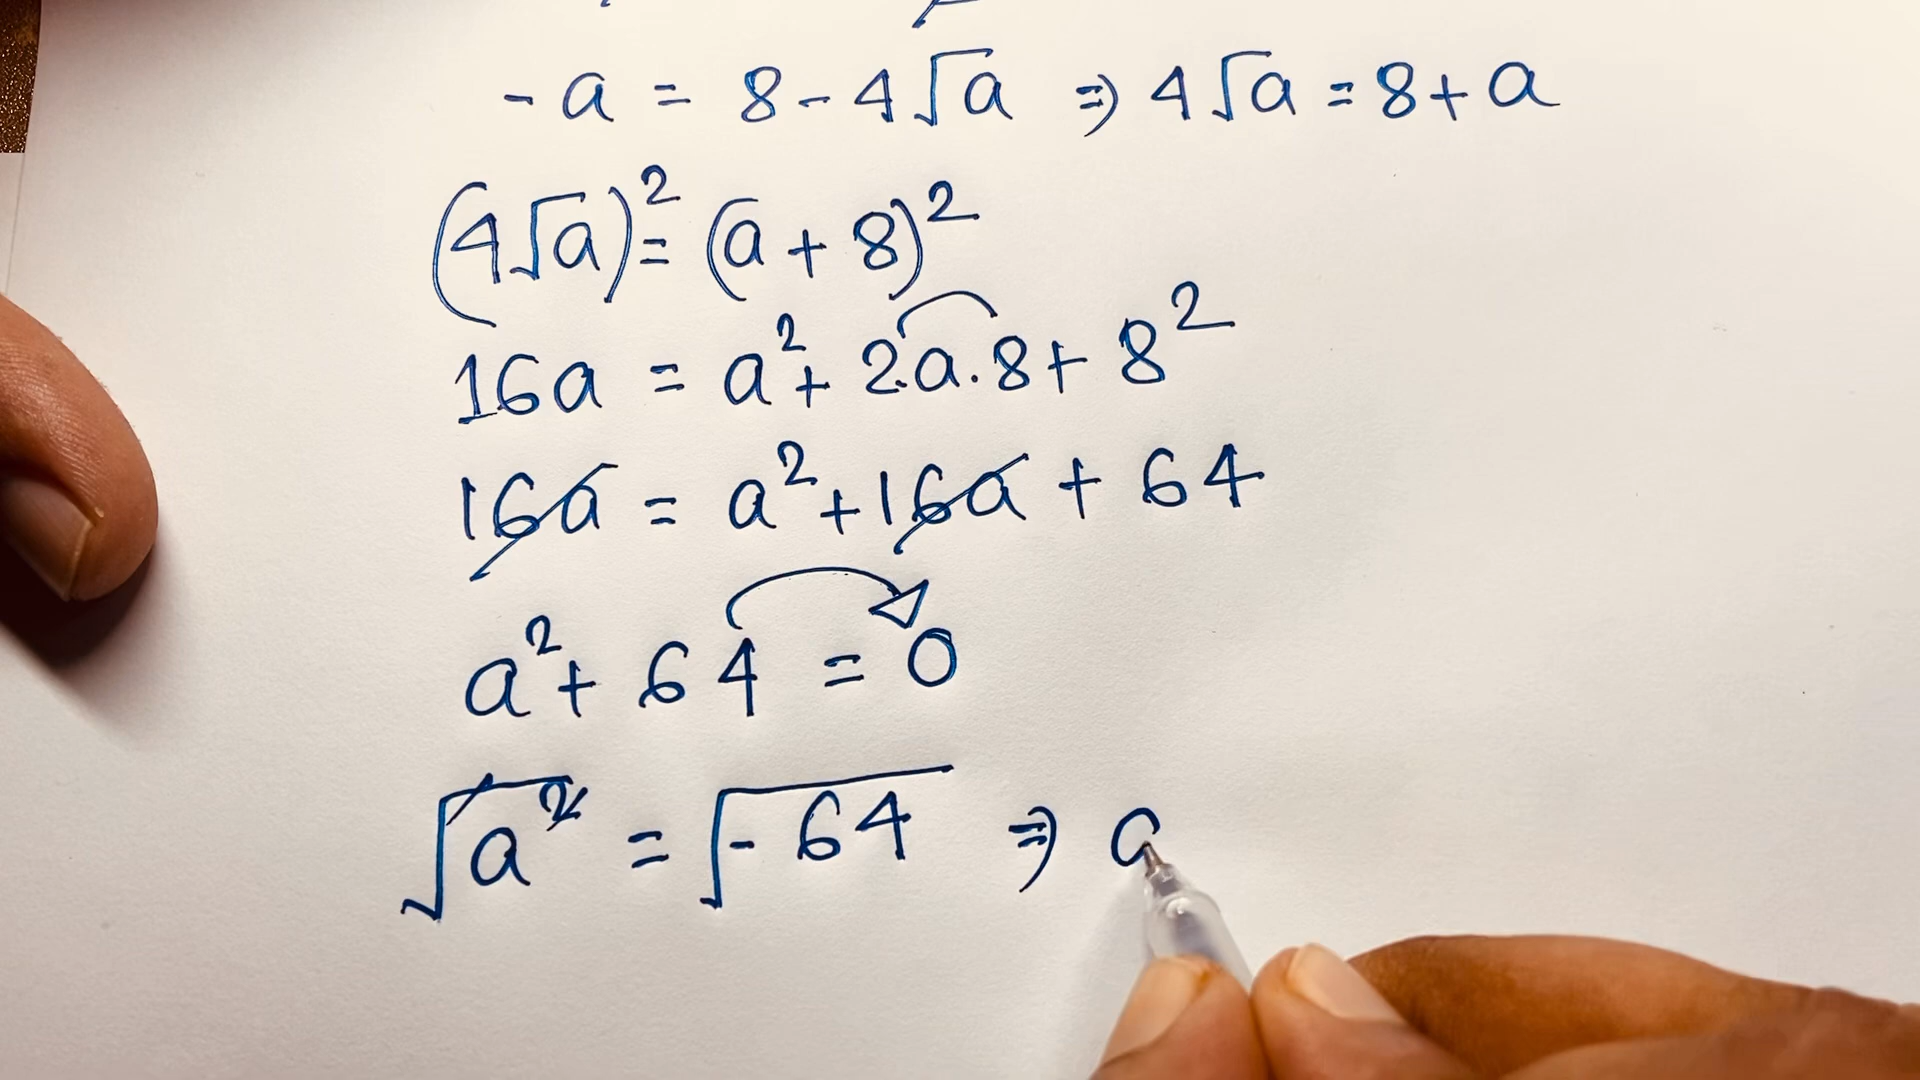 - a = 8 - 4√a ⇒ 4√a = 8 + a
(4√a)² = (a + 8)²
16a = a² + 2.a.8 + 8²
16a = a² + 16a + 64
a² + 64 = 0
√a² = √-64 ⇒ a